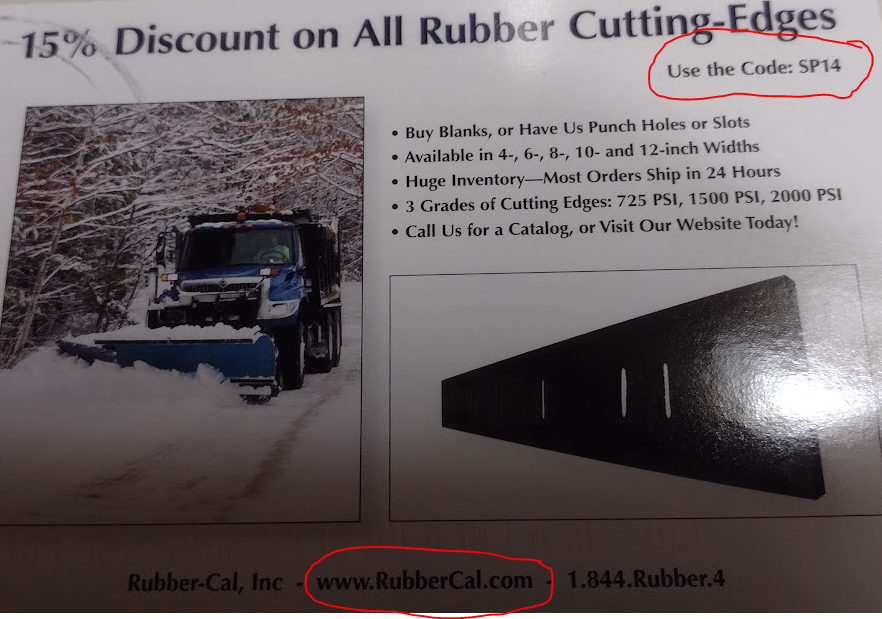 15% Discount on All Rubber Cutting-Edges
Use the Code: SP14
• Buy Blanks, or Have Us Punch Holes or Slots
• Available in 4-, 6-, 8-, 10- and 12-inch Widths
• Huge Inventory—Most Orders Ship in 24 Hours
• 3 Grades of Cutting Edges: 725 PSI, 1500 PSI, 2000 PSI
• Call Us for a Catalog, or Visit Our Website Today!
Rubber-Cal, Inc - www.RubberCal.com - 1.844.Rubber.4